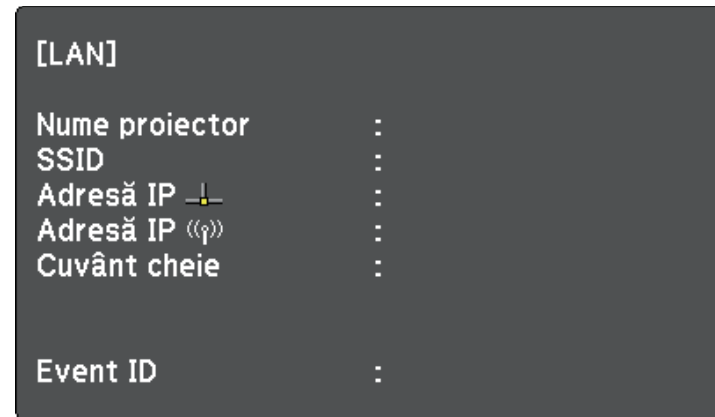 [LAN]
Nume proiector :
SSID :
Adresă IP :
Adresă IP :
Cuvânt cheie :
Event ID :